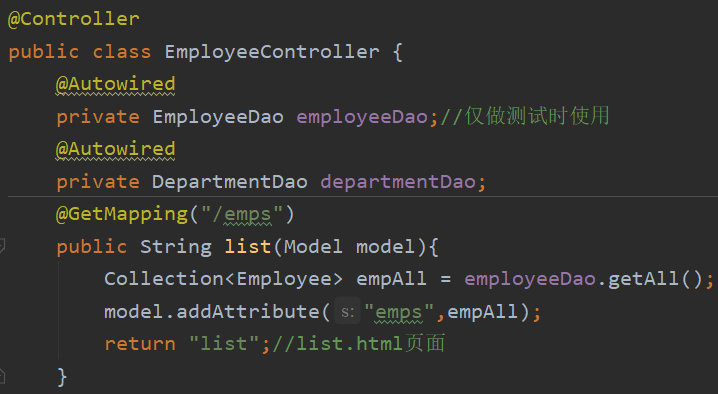 @Controller
public class EmployeeController {
@Autowired
private EmployeeDao employeeDao;//仅做测试时使用
@Autowired
private DepartmentDao departmentDao;
@GetMapping("/emps")
public String list(Model model){
Collection<Employee> empAll = employeeDao.getAll();
model.addAttribute( s: "emps",empAll);
return "list";//list.html页面
}